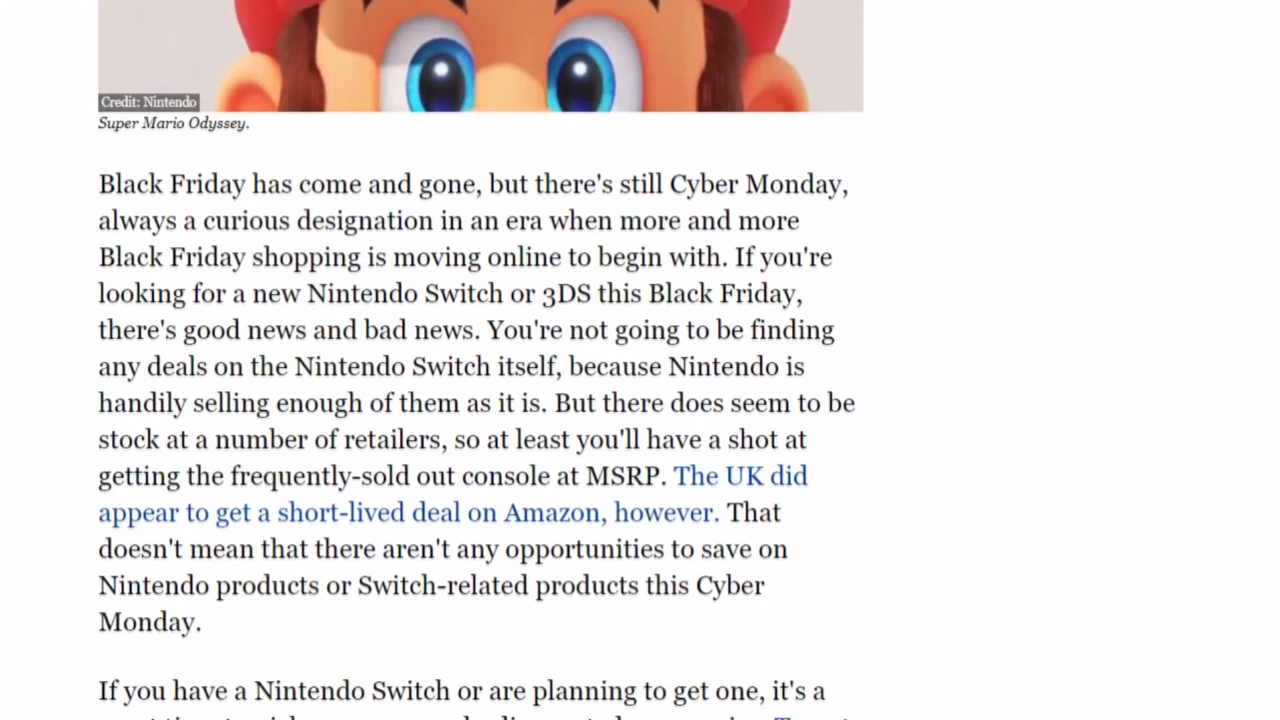 Credit: Nintendo
Super Mario Odyssey.
Black Friday has come and gone, but there's still Cyber Monday,
always a curious designation in an era when more and more
Black Friday shopping is moving online to begin with. If you're
looking for a new Nintendo Switch or 3DS this Black Friday,
there's good news and bad news. You're not going to be finding
any deals on the Nintendo Switch itself, because Nintendo is
handily selling enough of them as it is. But there does seem to be
stock at a number of retailers, so at least you'll have a shot at
getting the frequently-sold out console at MSRP. The UK did
appear to get a short-lived deal on Amazon, however. That
doesn't mean that there aren't any opportunities to save on
Nintendo products or Switch-related products this Cyber
Monday.
If you have a Nintendo Switch or are planning to get one, it's a